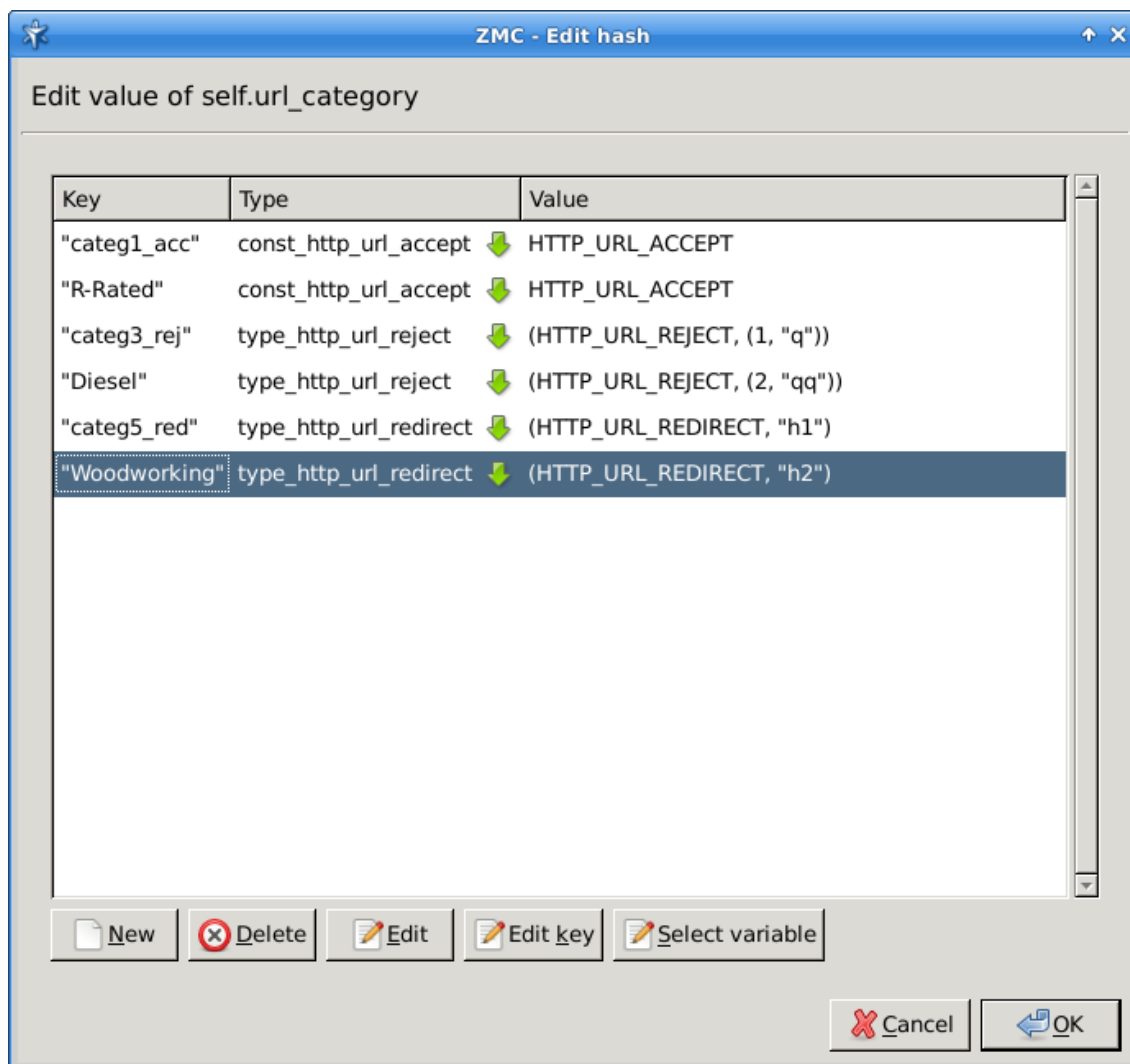 ZMC - Edit hash
Edit value of self.url_category
Key Type Value
"categ1_acc" const_http_url_accept HTTP_URL_ACCEPT
"R-Rated" const_http_url_accept HTTP_URL_ACCEPT
"categ3_rej" type_http_url_reject (HTTP_URL_REJECT, (1, "q"))
"Diesel" type_http_url_reject (HTTP_URL_REJECT, (2, "qq"))
"categ5_red" type_http_url_redirect (HTTP_URL_REDIRECT, "h1")
"Woodworking" type_http_url_redirect (HTTP_URL_REDIRECT, "h2")
New Delete Edit Edit key Select variable
Cancel OK